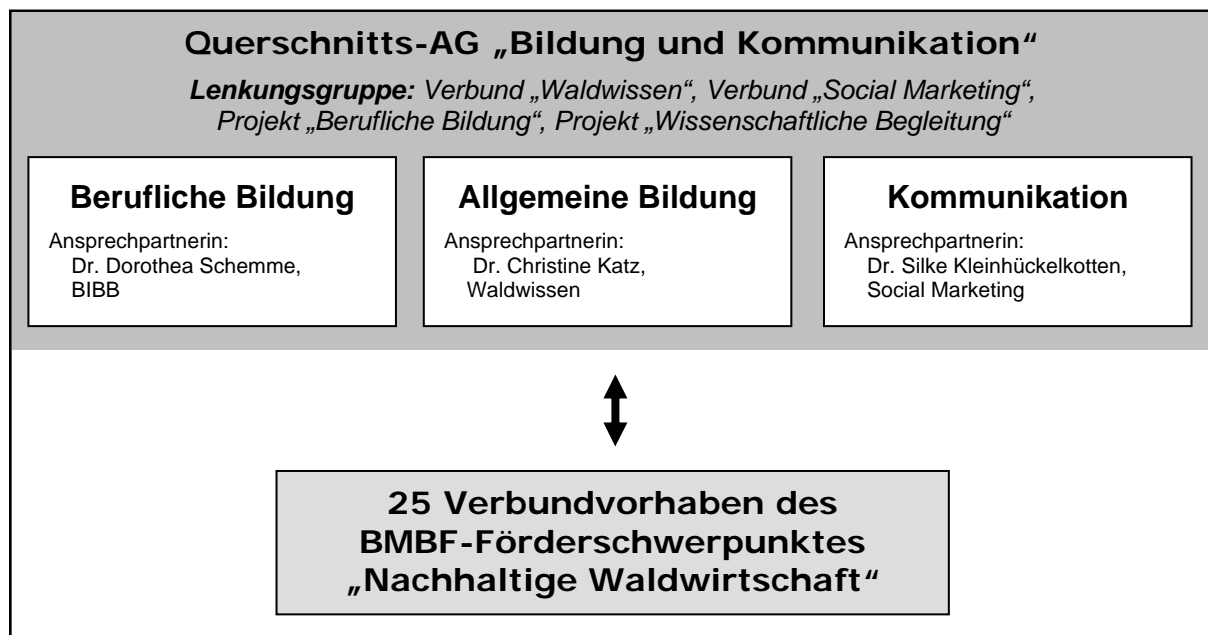 Querschnitts-AG „Bildung und Kommunikation“
Lenkungsgruppe: Verbund „Waldwissen“, Verbund „Social Marketing“,
Projekt „Berufliche Bildung“, Projekt „Wissenschaftliche Begleitung“
Berufliche Bildung
Ansprechpartnerin:
Dr. Dorothea Schemme,
BIBB
Allgemeine Bildung
Ansprechpartnerin:
Dr. Christine Katz,
Waldwissen
Kommunikation
Ansprechpartnerin:
Dr. Silke Kleinhückelkotten,
Social Marketing
25 Verbundvorhaben des
BMBF-Förderschwerpunktes
„Nachhaltige Waldwirtschaft“